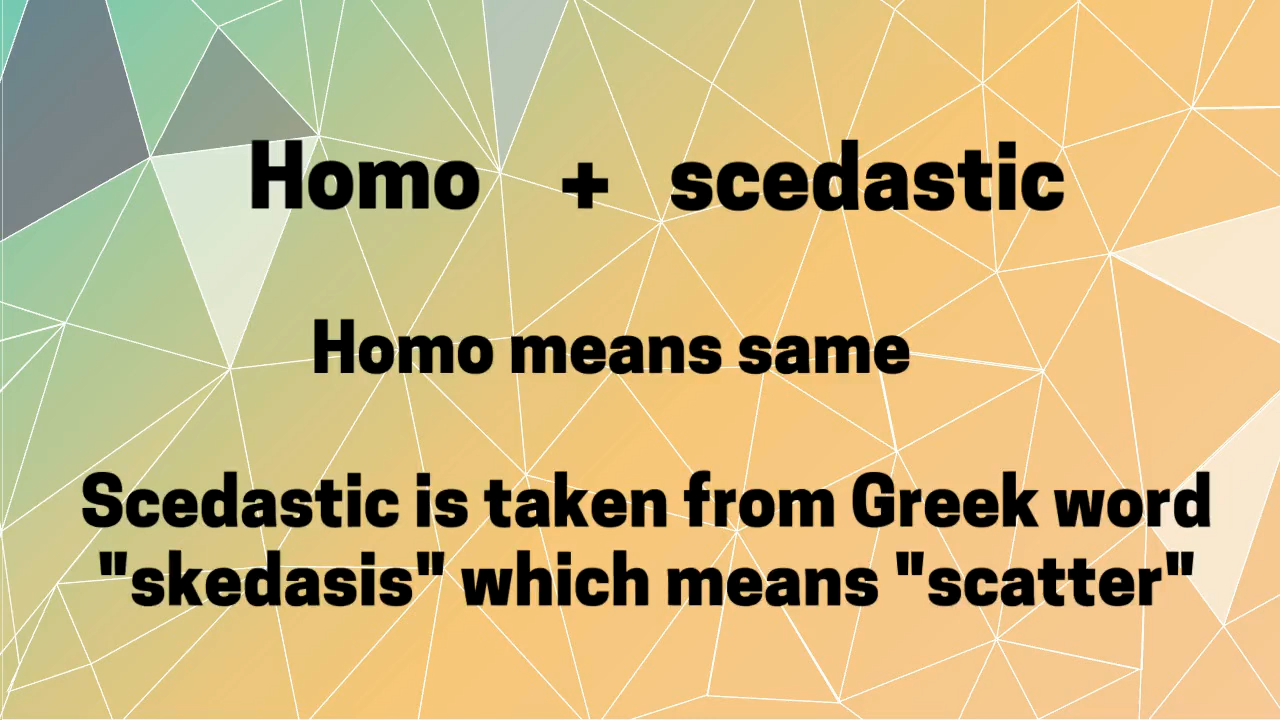 Homo + scedastic
Homo means same
Scedastic is taken from Greek word
"skedasis" which means "scatter"